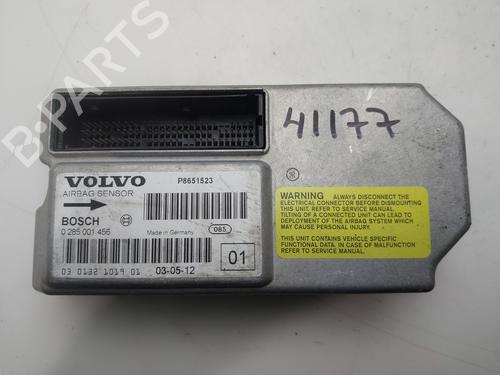 B-PARTS
41177
VOLVO
P8651523
AIRBAG SENSOR
BOSCH
0 285 001 456
Made in Germany
085
03 0132 1019 01
03-05-12
01
WARNING ALWAYS DISCONNECT THE
ELECTRICAL CONNECTOR BEFORE DISMOUNTING
THIS UNIT. REFER TO SERVICE MANUAL.
TILTING OF A CONNECTED UNIT CAN LEAD TO
DEPLOYMENT OF THE AIRBAG SYSTEM WHICH
MAY CAUSE PERSONAL INJURY.
THIS UNIT CONTAINS VEHICLE SPECIFIC
FUNCTIONAL DATA. IN CASE OF MALFUNCTION
REFER TO SERVICE MANUAL.